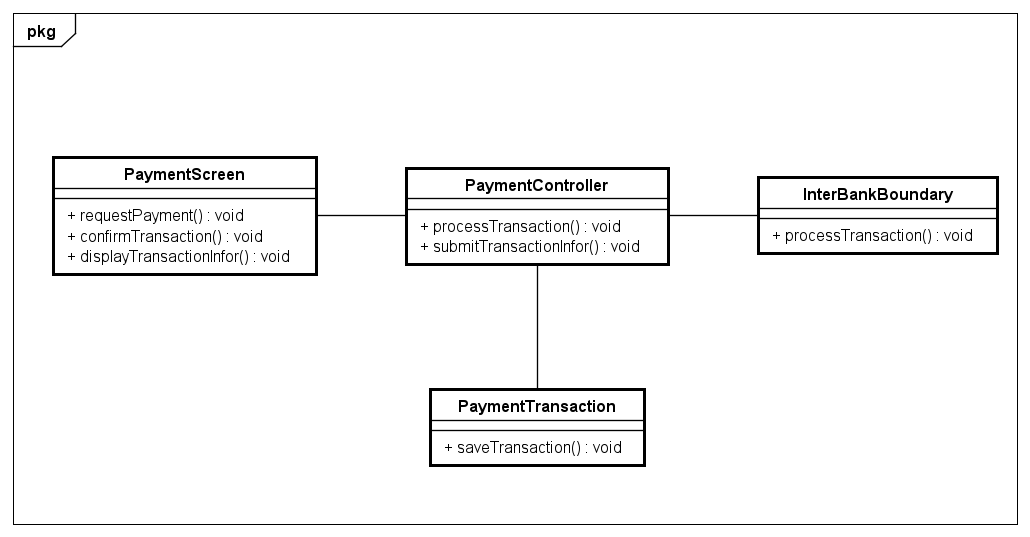 pkg
PaymentScreen
+ requestPayment() : void
+ confirmTransaction() : void
+ displayTransactionInfor() : void
PaymentController
+ processTransaction() : void
+ submitTransactionInfor() : void
InterBankBoundary
+ processTransaction() : void
PaymentTransaction
+ saveTransaction() : void